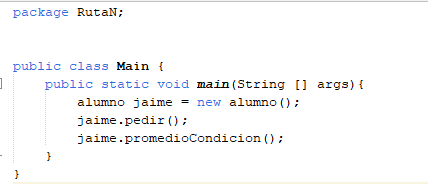 package RutaN;
public class Main {
public static void main(String [] args){
alumno jaime = new alumno();
jaime.pedir();
jaime.promedioCondicion();
}
}